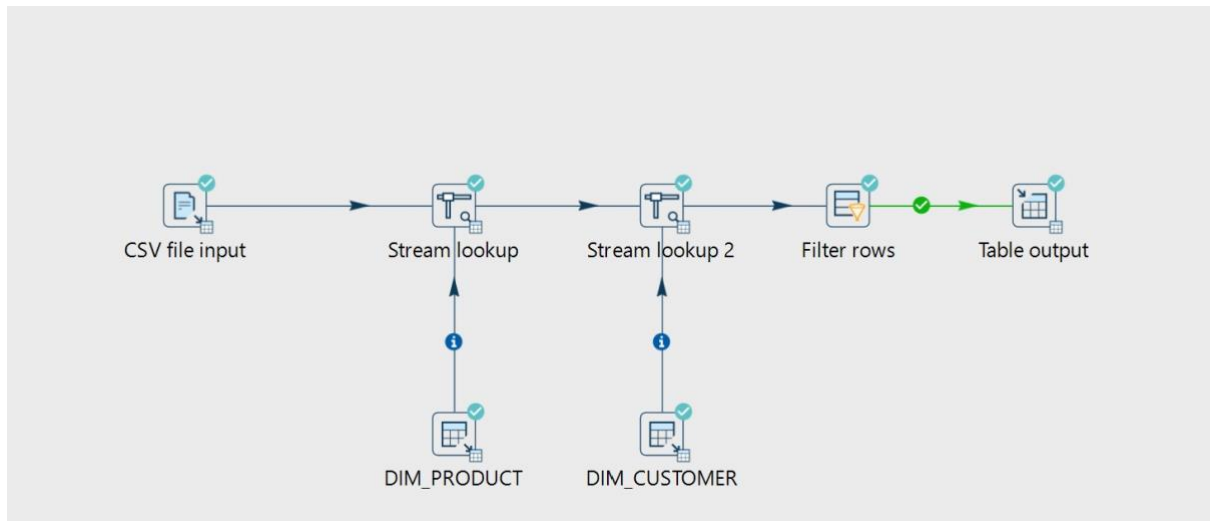 CSV file input
Stream lookup
Stream lookup 2
Filter rows
Table output
DIM_PRODUCT
DIM_CUSTOMER